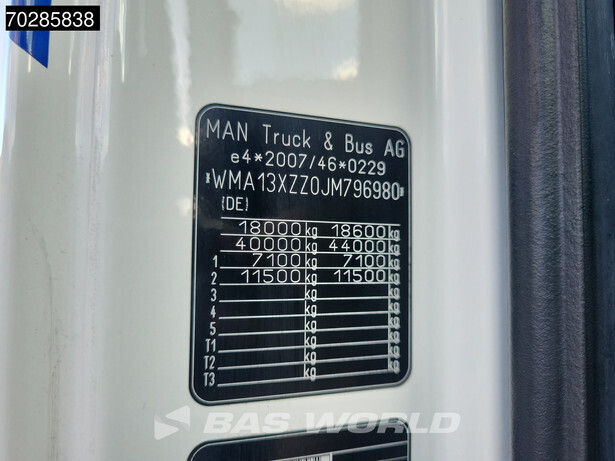 70285838
MAN Truck & Bus AG
e4*2007/46*0229
*WMA13XZZ0JM796980*
(DE)
18000 kg 18600 kg
40000 kg 44000 kg
1 7100 kg 7100 kg
2 11500 kg 11500 kg
3 kg kg
4 kg kg
5 kg kg
T1 kg kg
T2 kg kg
T3 kg kg
BAS WORLD